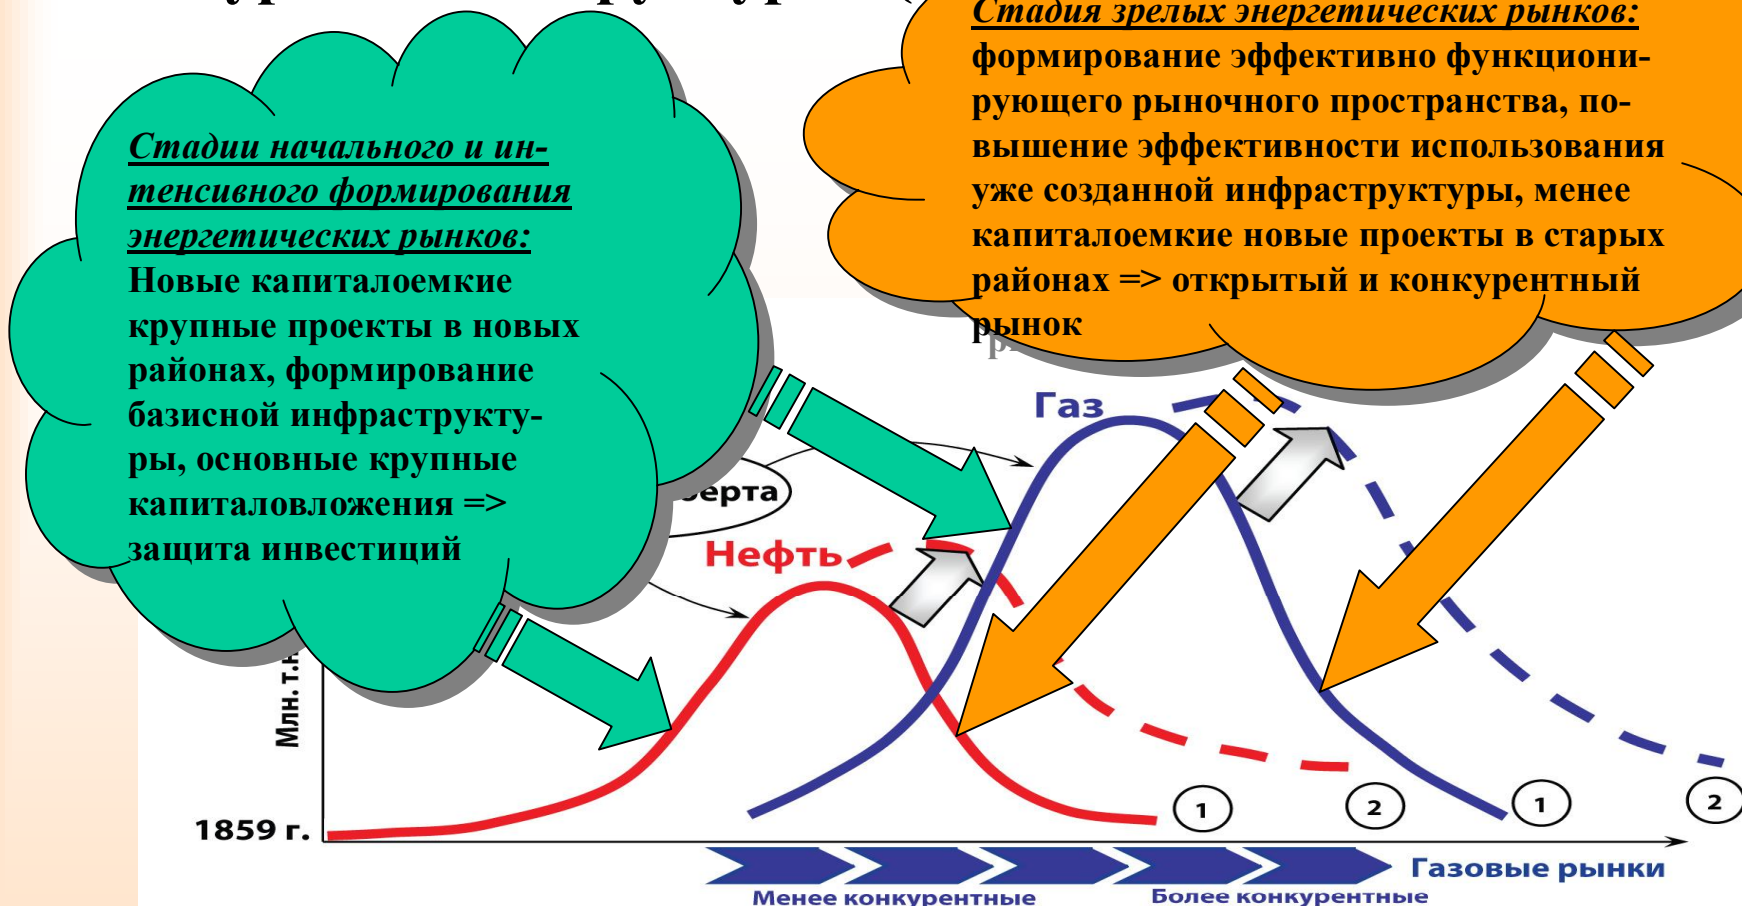 Стадии начального и ин-
тенсивного формирования
энергетических рынков:
Новые капиталоемкие
крупные проекты в новых
районах, формирование
базисной инфраструкту-
ры, основные крупные
капиталовложения =>
защита инвестиций
Стадия зрелых энергетических рынков:
формирование эффективно функциони-
рующего рыночного пространства, по-
вышение эффективности использования
уже созданной инфраструктуры, менее
капиталоемкие новые проекты в старых
районах => открытый и конкурентный
рынок
Газ
Нефть
Млн.
1859 г.
1
2
1
2
Газовые рынки
Менее конкурентные
Более конкурентные